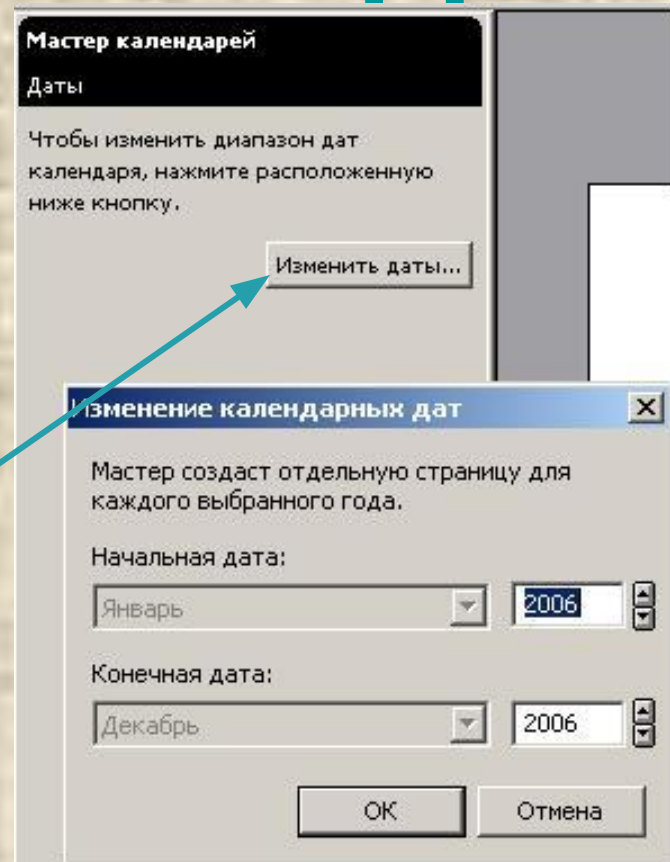 Мастер календарей
Даты
Чтобы изменить диапазон дат
календаря, нажмите расположенную
ниже кнопку.
Изменить даты...
Изменение календарных дат
Мастер создаст отдельную страницу для
каждого выбранного года.
Начальная дата:
Январь 2006
Конечная дата:
Декабрь 2006
ОК Отмена